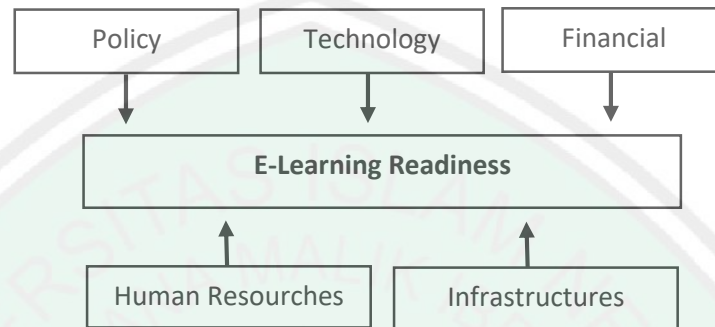 Policy
Technology
Financial
E-Learning Readiness
Human Resourches
Infrastructures